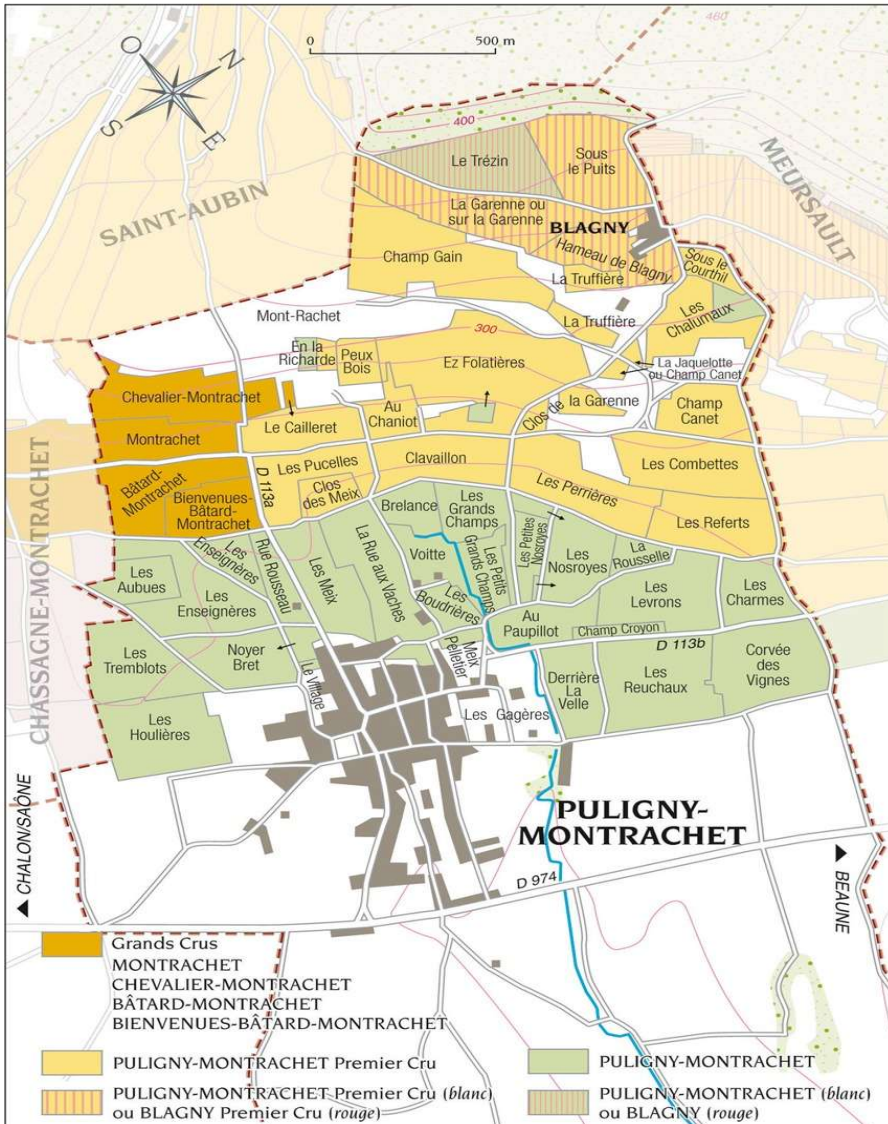 O
N
S
E
0
500 m
460
400
SAINT-AUBIN
MEURSAULT
Le Trézin
Sous
le Puits
La Garenne ou
sur la Garenne
BLAGNY
Hameau de Blagny
Champ Gain
La Truffière
Sous le
Courthil
Les
Chalumaux
Mont-Rachet
300
La Truffière
En la
Richarde
Peux
Bois
Ez Folatières
La Jaquelotte
ou Champ Canet
Chevalier-Montrachet
Le Cailleret
Au
Chaniot
Clos de
la Garenne
Champ
Canet
Montrachet
D 113a
Les Pucelles
Clavaillon
Les Combettes
Bâtard-
Montrachet
Bienvenues-
Bâtard-
Montrachet
Clos
des Meix
Les Perrières
Les Referts
Brelance
Les
Grands
Champs
CHASSAGNE-MONTRACHET
Les
Enseignères
Rue Rousseau
Les Meix
La Rue aux Vaches
Voitte
Les Petits
Grands Champs
Les Petites
Nosroyes
Les
Nosroyes
La
Rousselle
Les
Aubues
Les
Enseignères
Les
Boudrières
Les
Levrons
Les
Charmes
Au
Paupillot
Champ Croyon
D 113b
Les
Tremblots
Noyer
Bret
Le Village
Meix
Pelletier
Derrière
La
Velle
Les
Reuchaux
Corvée
des
Vignes
Les
Houlières
Les Gagères
PULIGNY-
MONTRACHET
CHALON/SAÔNE
D 974
BEAUNE
Grands Crus
MONTRACHET
CHEVALIER-MONTRACHET
BÂTARD-MONTRACHET
BIENVENUES-BÂTARD-MONTRACHET
PULIGNY-MONTRACHET Premier Cru
PULIGNY-MONTRACHET
PULIGNY-MONTRACHET Premier Cru (blanc)
ou BLAGNY Premier Cru (rouge)
PULIGNY-MONTRACHET (blanc)
ou BLAGNY (rouge)